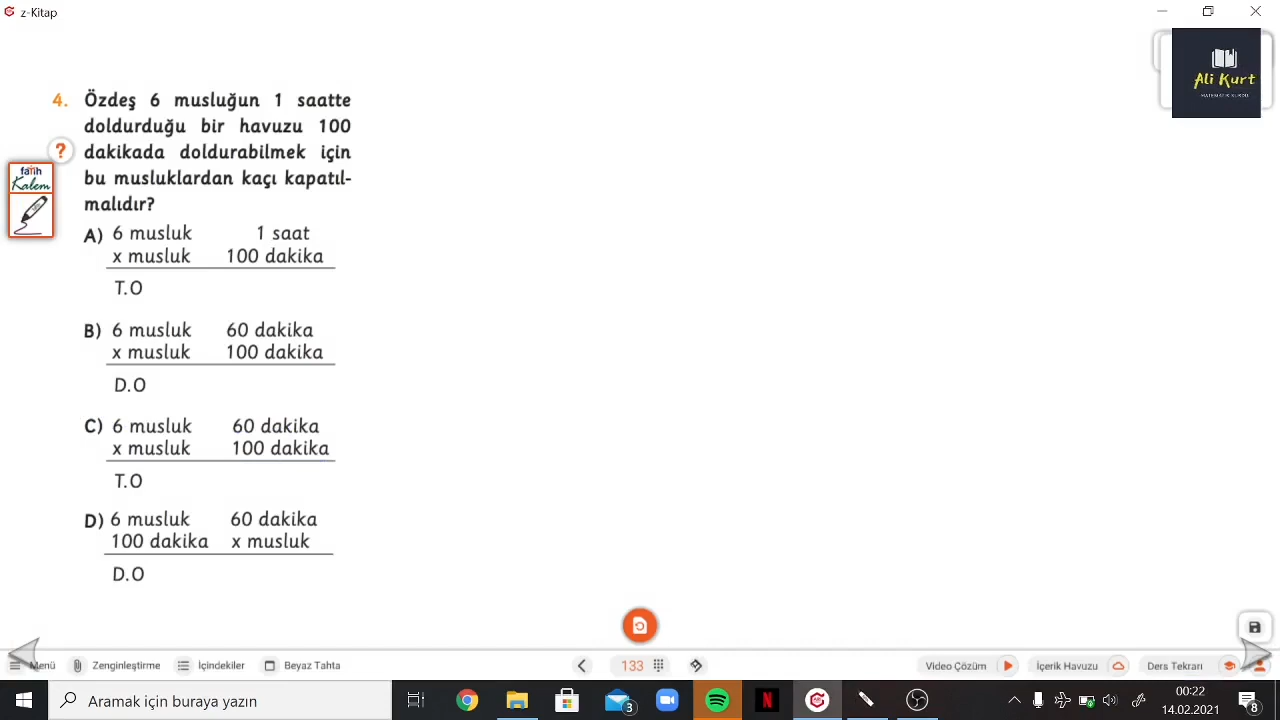 z-Kitap
Ali Kurt
4. Özdeş 6 musluğun 1 saatte
doldurduğu bir havuzu 100
? dakikada doldurabilmek için
bu musluklardan kaçı kapatıl-
malıdır?
fatih
Kalem
A) 6 musluk 1 saat
x musluk 100 dakika
T.O
B) 6 musluk 60 dakika
x musluk 100 dakika
D.O
C) 6 musluk 60 dakika
x musluk 100 dakika
T.O
D) 6 musluk 60 dakika
100 dakika x musluk
D.O
Menü Zenginleştirme İçindekiler Beyaz Tahta 133 Video Çözüm İçerik Havuzu Ders Tekrarı
Aramak için buraya yazın 3 N 00:22 8
14.02.2021